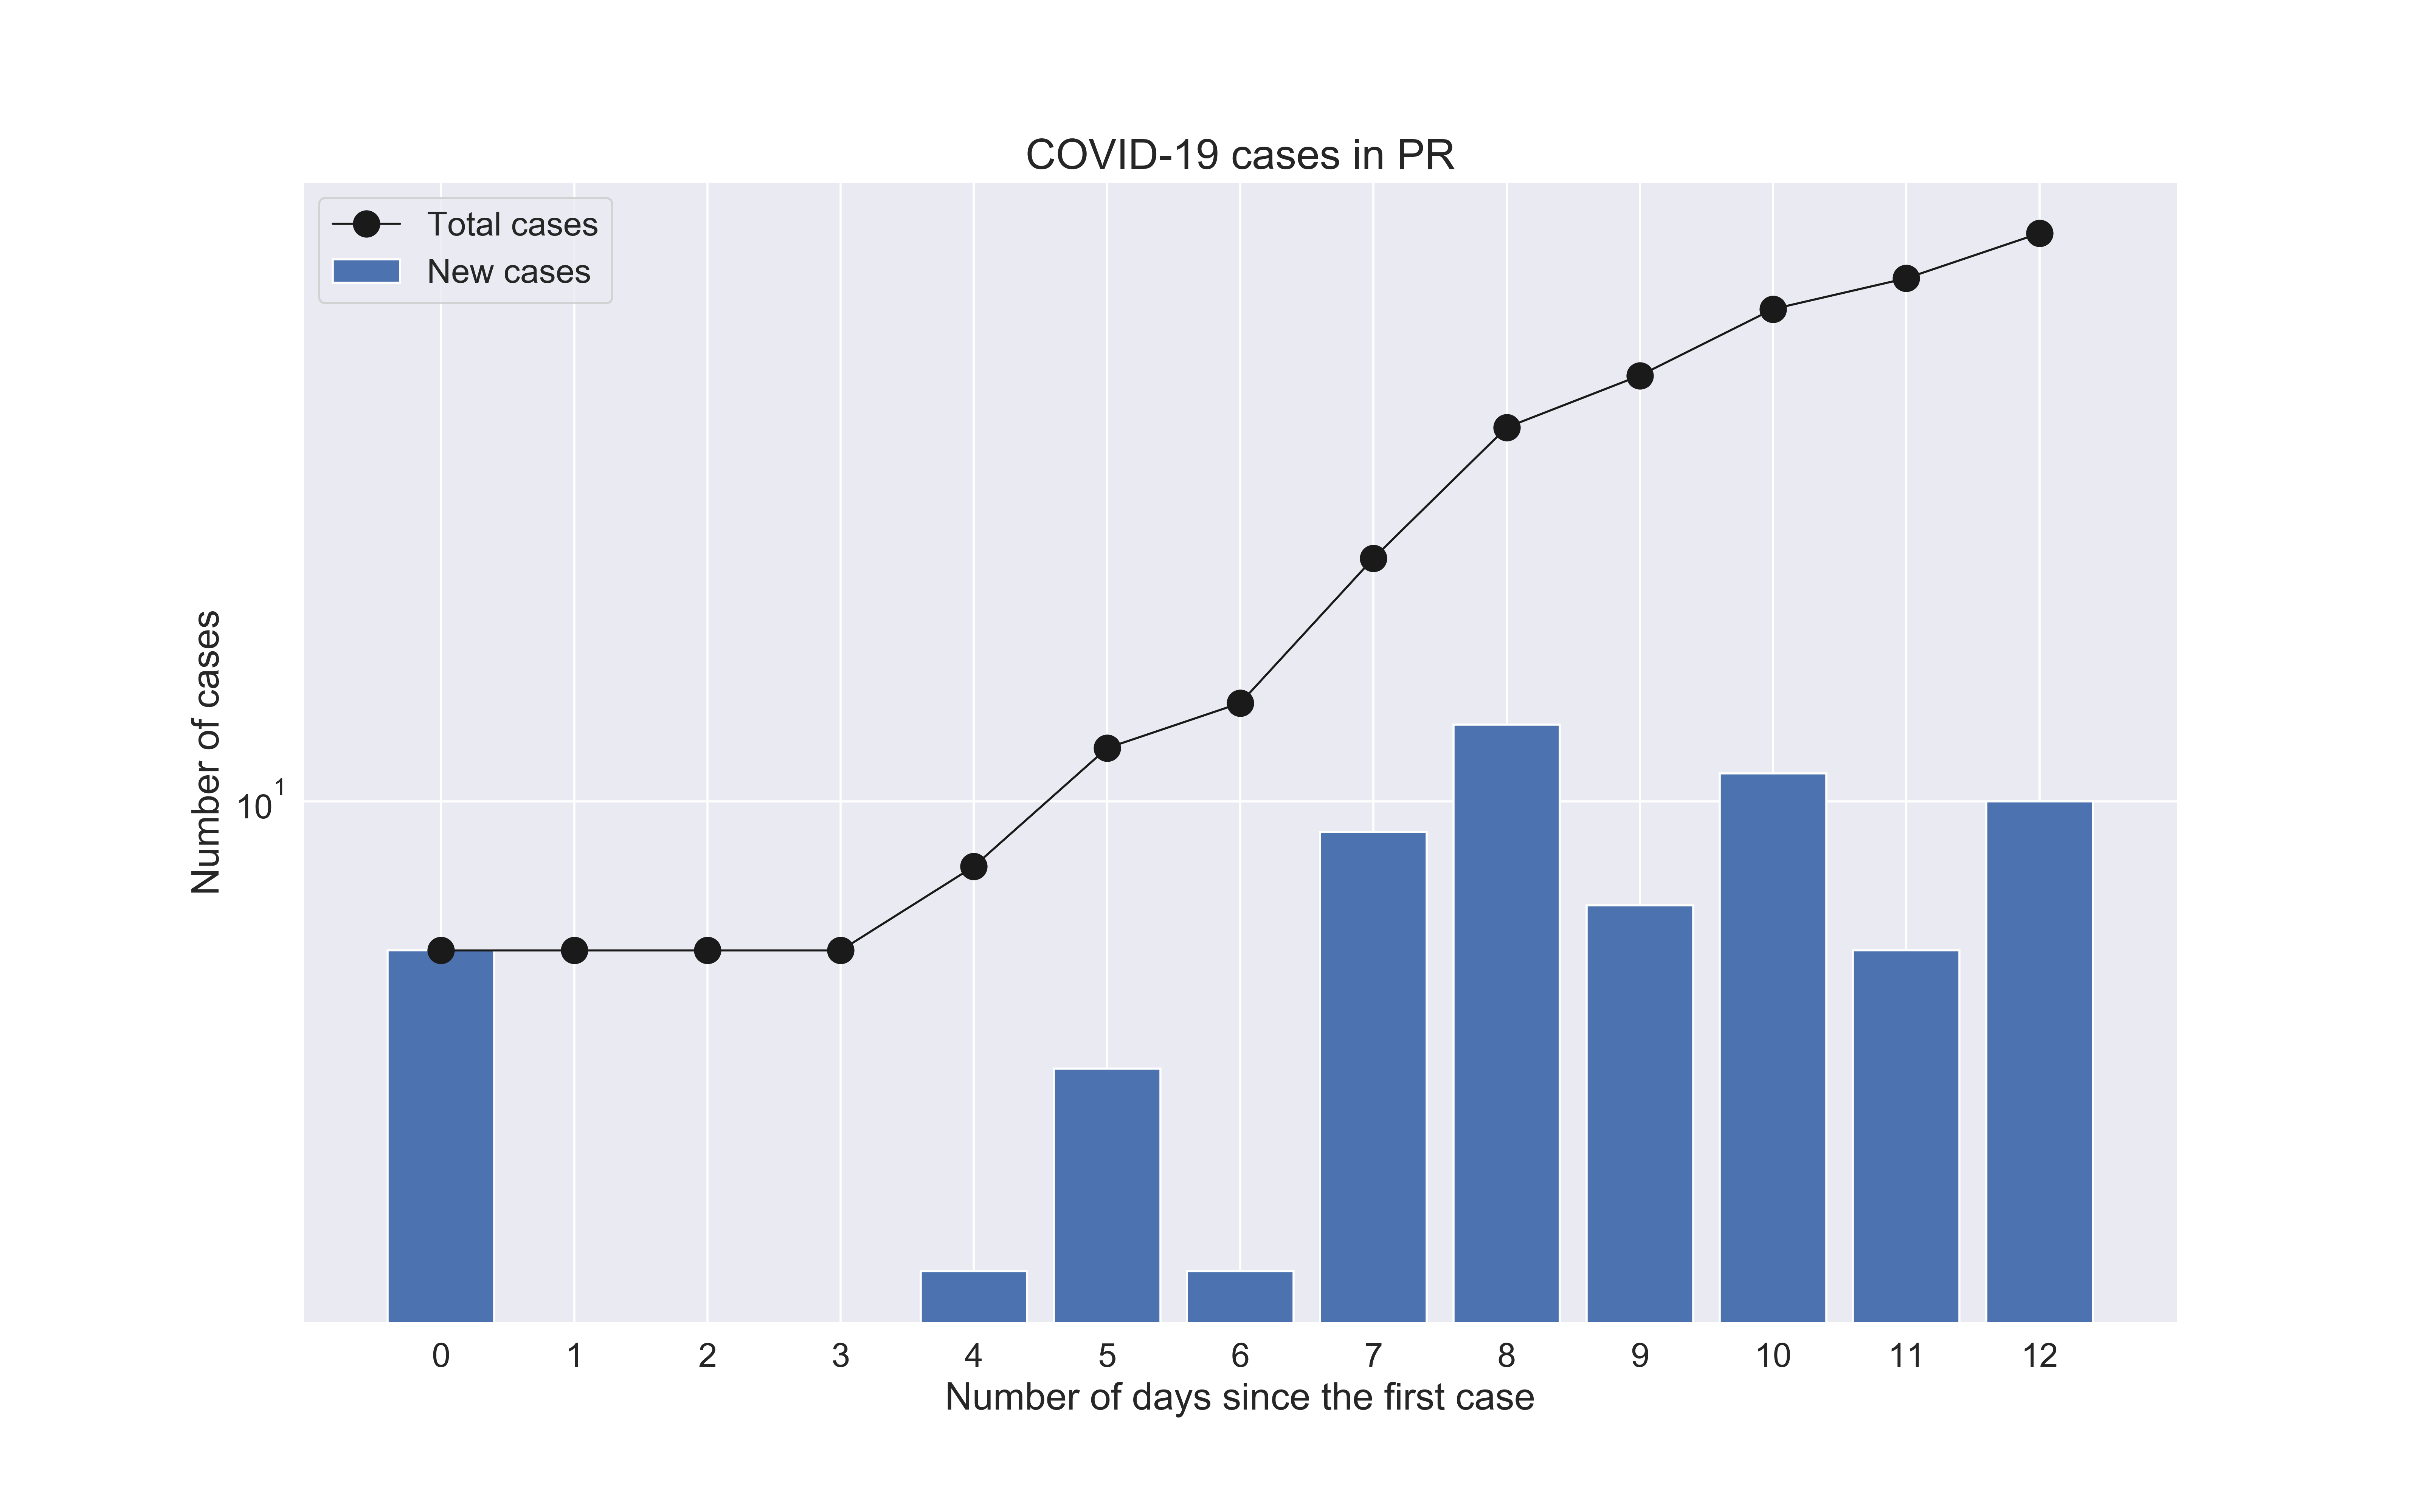 COVID-19 cases in PR
Total cases
New cases
Number of cases
10¹
0 1 2 3 4 5 6 7 8 9 10 11 12
Number of days since the first case